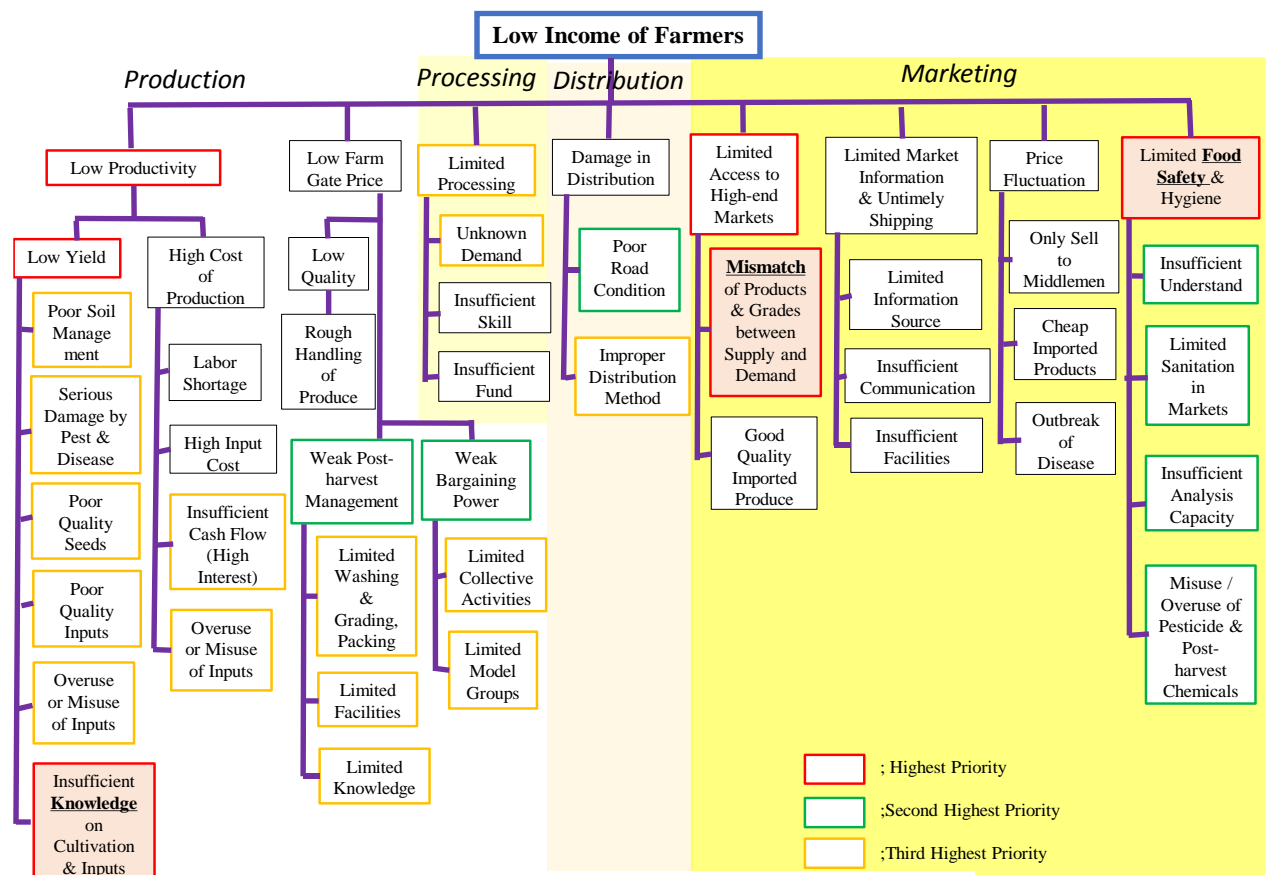 Low Income of Farmers
Production
Processing
Distribution
Marketing
Low Productivity
Low Yield
Poor Soil
Manage
ment
Serious
Damage by
Pest &
Disease
Poor
Quality
Seeds
Poor
Quality
Inputs
Overuse
or Misuse
of Inputs
Insufficient
Knowledge
on
Cultivation
& Inputs
High Cost
of
Production
Labor
Shortage
High Input
Cost
Insufficient
Cash Flow
(High
Interest)
Overuse
or Misuse
of Inputs
Low Farm
Gate Price
Low
Quality
Rough
Handling
of
Produce
Weak Post-
harvest
Management
Limited
Washing
&
Grading,
Packing
Limited
Facilities
Limited
Knowledge
Weak
Bargaining
Power
Limited
Collective
Activities
Limited
Model
Groups
Limited
Processing
Unknown
Demand
Insufficient
Skill
Insufficient
Fund
Damage in
Distribution
Poor
Road
Condition
Improper
Distribution
Method
Limited
Access to
High-end
Markets
Mismatch
of Products
& Grades
between
Supply and
Demand
Good
Quality
Imported
Produce
Limited Market
Information
& Untimely
Shipping
Limited
Information
Source
Insufficient
Communication
Insufficient
Facilities
Price
Fluctuation
Only Sell
to
Middlemen
Cheap
Imported
Products
Outbreak
of
Disease
Limited Food
Safety &
Hygiene
Insufficient
Understand
Limited
Sanitation
in
Markets
Insufficient
Analysis
Capacity
Misuse /
Overuse of
Pesticide &
Post-
harvest
Chemicals
; Highest Priority
;Second Highest Priority
;Third Highest Priority